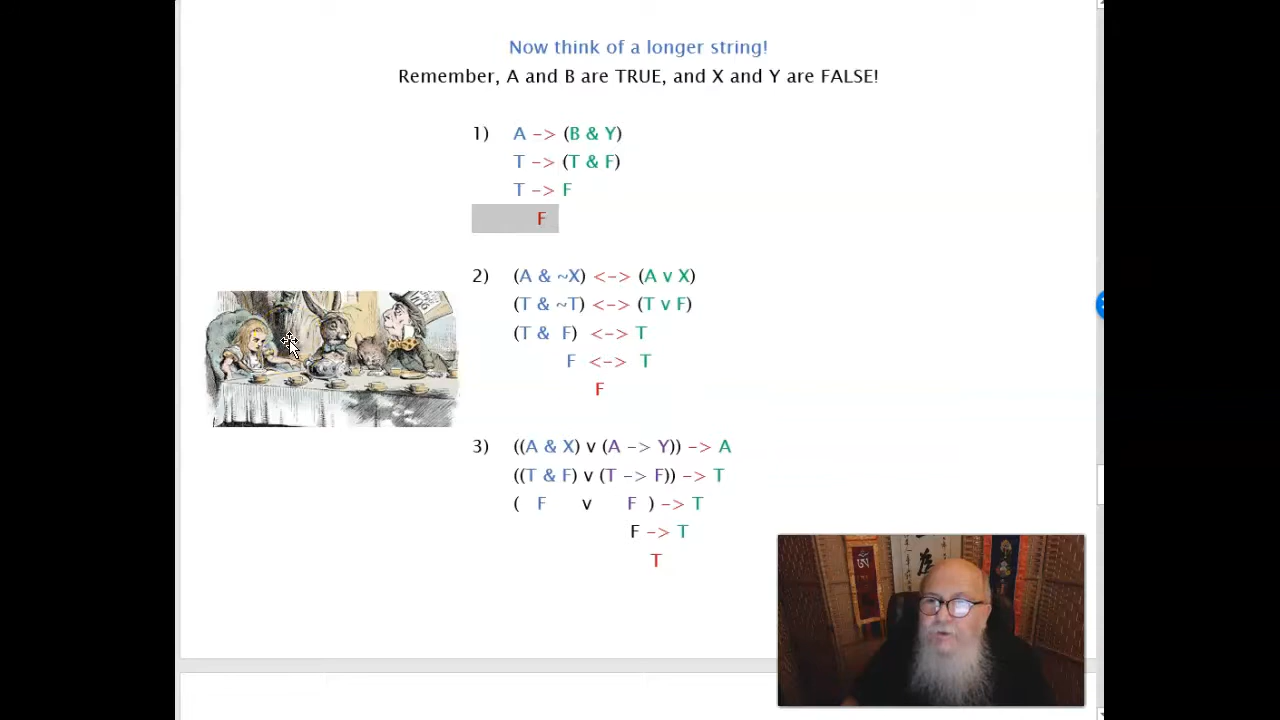 Now think of a longer string!
Remember, A and B are TRUE, and X and Y are FALSE!
1) A -> (B & Y)
T -> (T & F)
T -> F
F
2) (A & ~X) <-> (A v X)
(T & ~T) <-> (T v F)
(T & F) <-> T
F <-> T
F
3) ((A & X) v (A -> Y)) -> A
((T & F) v (T -> F)) -> T
( F v F ) -> T
F -> T
T